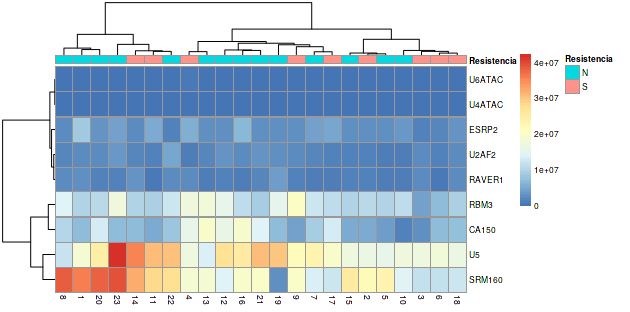 Resistencia
Resistencia
N
S
U6ATAC
U4ATAC
ESRP2
U2AF2
RAVER1
RBM3
CA150
U5
SRM160
4e+07
3e+07
2e+07
1e+07
0
8 1 20 23 14 11 22 4 13 12 16 21 19 9 7 17 15 2 5 10 3 6 18